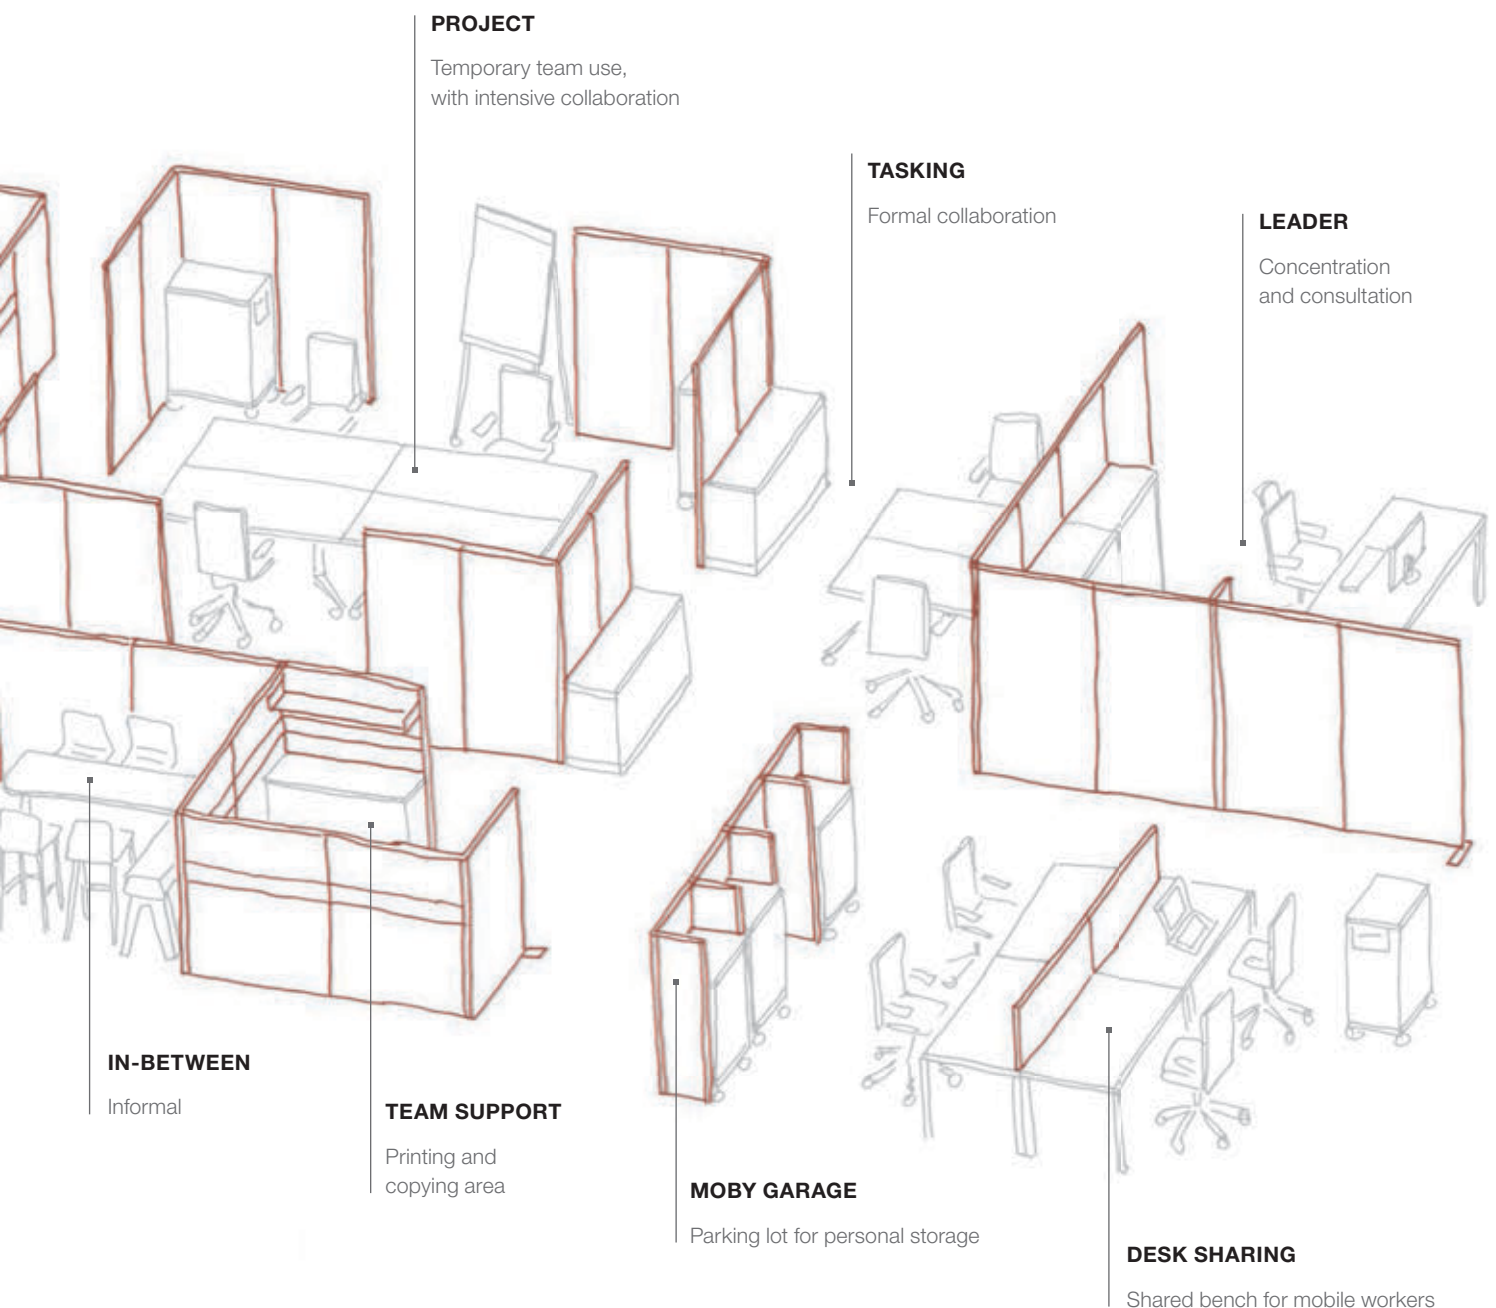 PROJECT
Temporary team use,
with intensive collaboration
TASKING
Formal collaboration
LEADER
Concentration
and consultation
IN-BETWEEN
Informal
TEAM SUPPORT
Printing and
copying area
MOBY GARAGE
Parking lot for personal storage
DESK SHARING
Shared bench for mobile workers